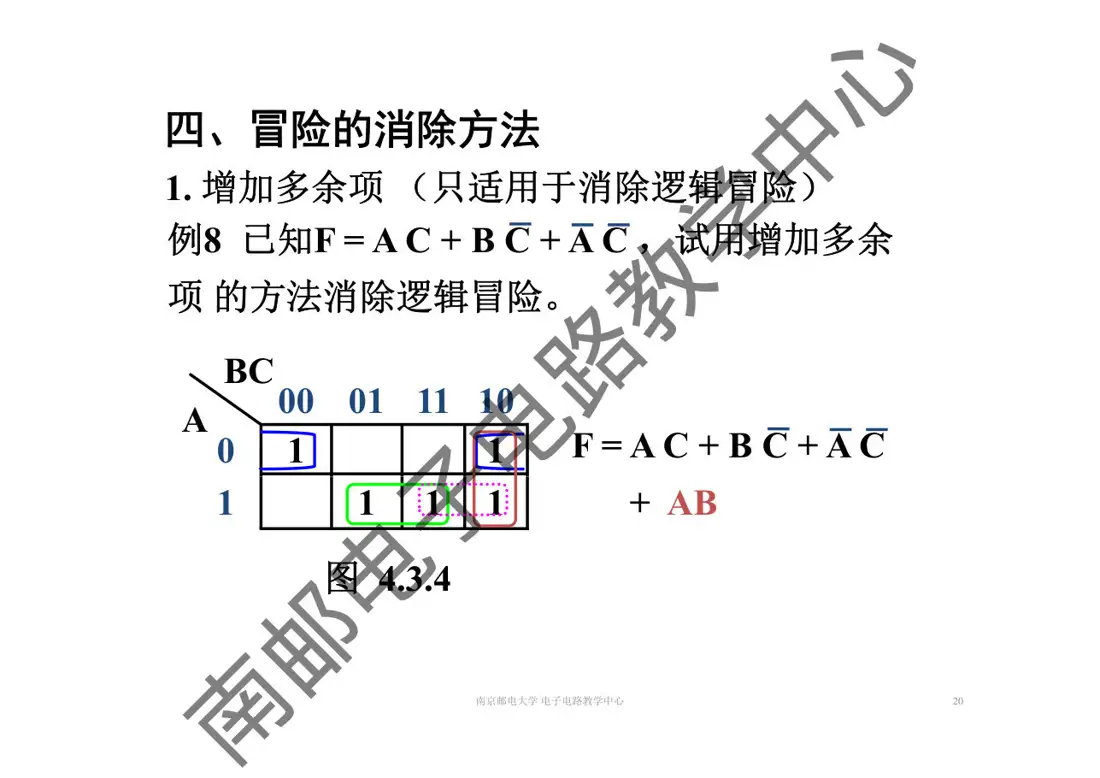 四、冒险的消除方法
1. 增加多余项 （只适用于消除逻辑冒险）
例8 已知F = A C + B C̅ + A̅ C̅ ，试用增加多余
项 的方法消除逻辑冒险。
BC
A
00 01 11 10
0 1 1
1 1 1 1
F = A C + B C̅ + A̅ C̅
+ AB
图 4.3.4
南邮电子电路教学中心
南京邮电大学 电子电路教学中心
20